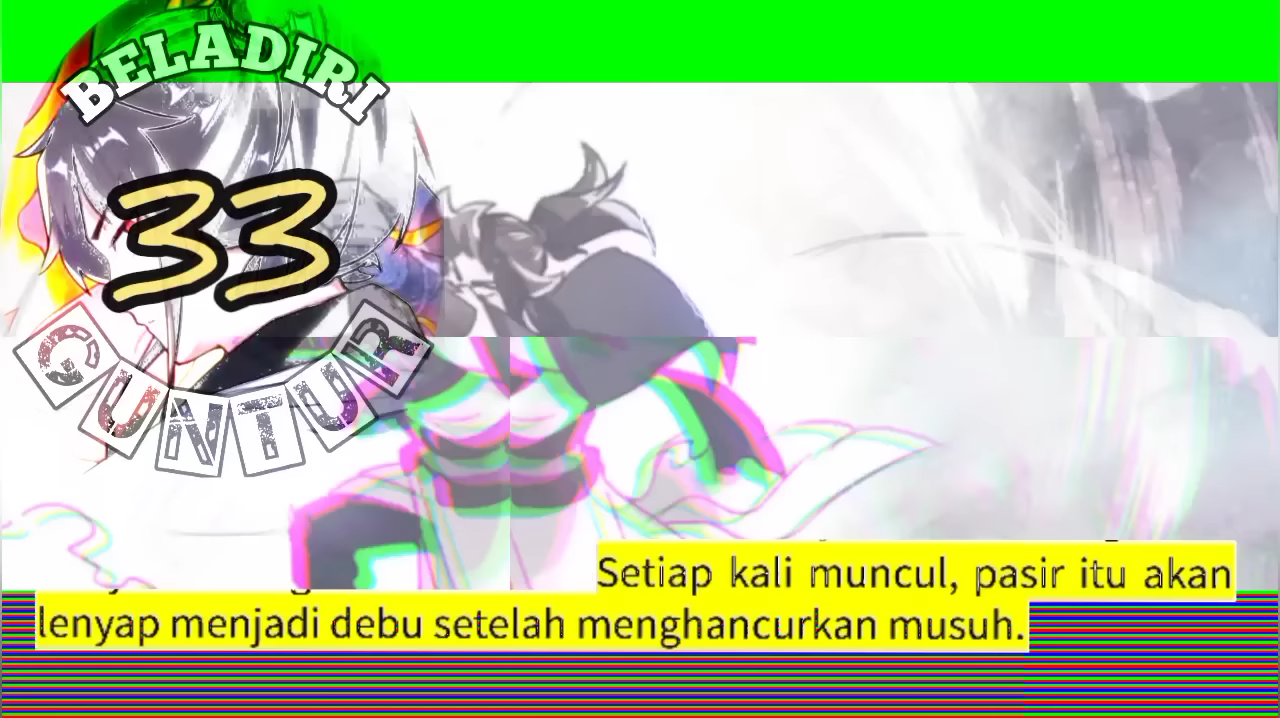 BELADIRI
33
GUNTUR
Setiap kali muncul, pasir itu akan
lenyap menjadi debu setelah menghancurkan musuh.